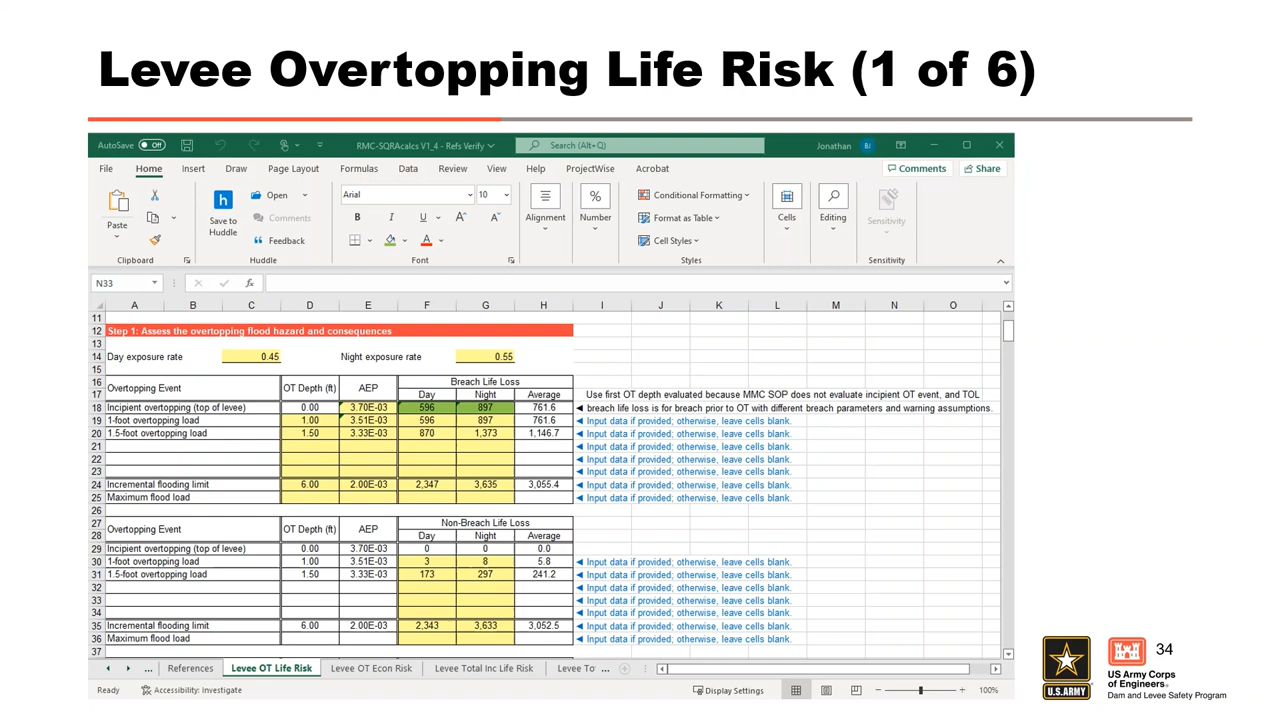 Levee Overtopping Life Risk (1 of 6)
AutoSave Off RMC-SQRAcalcs V1_4 - Refs Verify Search (Alt+Q) Jonathan BJ
File Home Insert Draw Page Layout Formulas Data Review View Help ProjectWise Acrobat Comments Share
Paste Save to Huddle Open Comments Feedback Arial 10 B I U A A A Alignment % Number Conditional Formatting Format as Table Cell Styles Cells Editing Sensitivity
Clipboard Huddle Font Styles Sensitivity
N33 fx
A B C D E F G H I J K L M N O
11
12 Step 1: Assess the overtopping flood hazard and consequences
13
14 Day exposure rate 0.45 Night exposure rate 0.55
15
16 Overtopping Event OT Depth (ft) AEP Breach Life Loss
17 Day Night Average Use first OT depth evaluated because MMC SOP does not evaluate incipient OT event, and TOL
18 Incipient overtopping (top of levee) 0.00 3.70E-03 596 897 761.6 ◄ breach life loss is for breach prior to OT with different breach parameters and warning assumptions.
19 1-foot overtopping load 1.00 3.51E-03 596 897 761.6 ◄ Input data if provided; otherwise, leave cells blank.
20 1.5-foot overtopping load 1.50 3.33E-03 870 1,373 1,146.7 ◄ Input data if provided; otherwise, leave cells blank.
21 ◄ Input data if provided; otherwise, leave cells blank.
22 ◄ Input data if provided; otherwise, leave cells blank.
23 ◄ Input data if provided; otherwise, leave cells blank.
24 Incremental flooding limit 6.00 2.00E-03 2,347 3,635 3,055.4 ◄ Input data if provided; otherwise, leave cells blank.
25 Maximum flood load ◄ Input data if provided; otherwise, leave cells blank.
26
27 Overtopping Event OT Depth (ft) AEP Non-Breach Life Loss
28 Day Night Average
29 Incipient overtopping (top of levee) 0.00 3.70E-03 0 0 0.0
30 1-foot overtopping load 1.00 3.51E-03 3 8 5.8 ◄ Input data if provided; otherwise, leave cells blank.
31 1.5-foot overtopping load 1.50 3.33E-03 173 297 241.2 ◄ Input data if provided; otherwise, leave cells blank.
32 ◄ Input data if provided; otherwise, leave cells blank.
33 ◄ Input data if provided; otherwise, leave cells blank.
34 ◄ Input data if provided; otherwise, leave cells blank.
35 Incremental flooding limit 6.00 2.00E-03 2,343 3,633 3,052.5 ◄ Input data if provided; otherwise, leave cells blank.
36 Maximum flood load ◄ Input data if provided; otherwise, leave cells blank.
37
... References Levee OT Life Risk Levee OT Econ Risk Levee Total Inc Life Risk Levee To ...
Ready Accessibility: Investigate Display Settings 100%
34
U.S.ARMY
US Army Corps
of Engineers®
Dam and Levee Safety Program